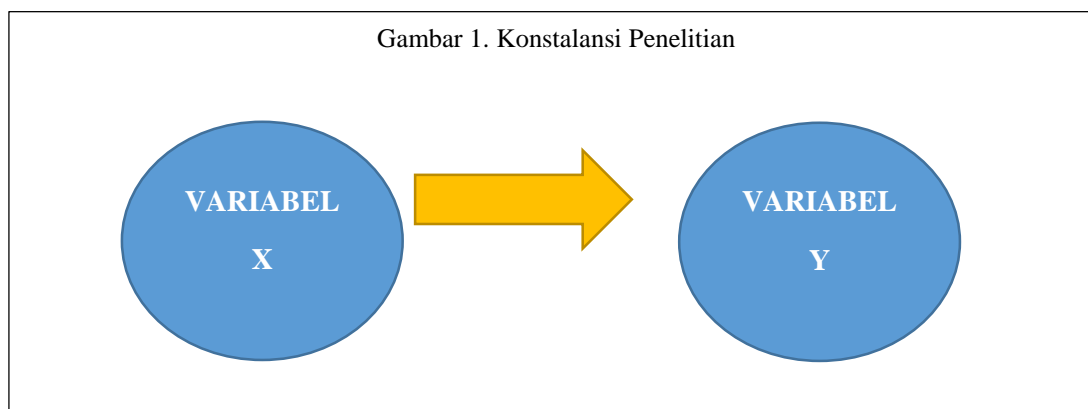 Gambar 1. Konstalansi Penelitian
VARIABEL
X
VARIABEL
Y